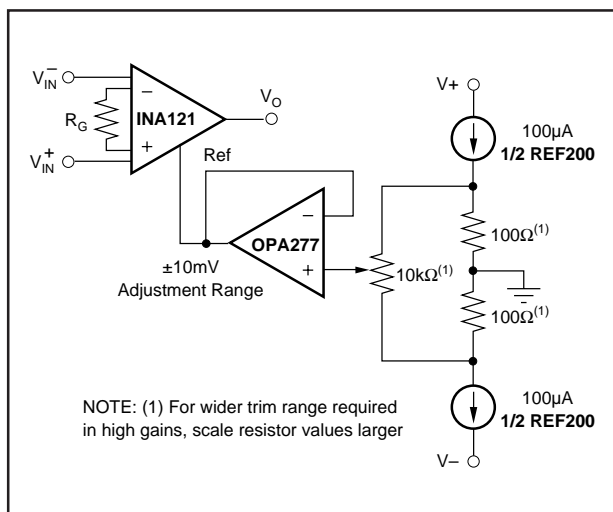 V−IN
RG
V+IN
−
+
INA121
VO
Ref
−
+
OPA277
±10mV
Adjustment Range
V+
100µA
1/2 REF200
100Ω(1)
10kΩ(1)
100Ω(1)
100µA
1/2 REF200
V–
NOTE: (1) For wider trim range required
in high gains, scale resistor values larger